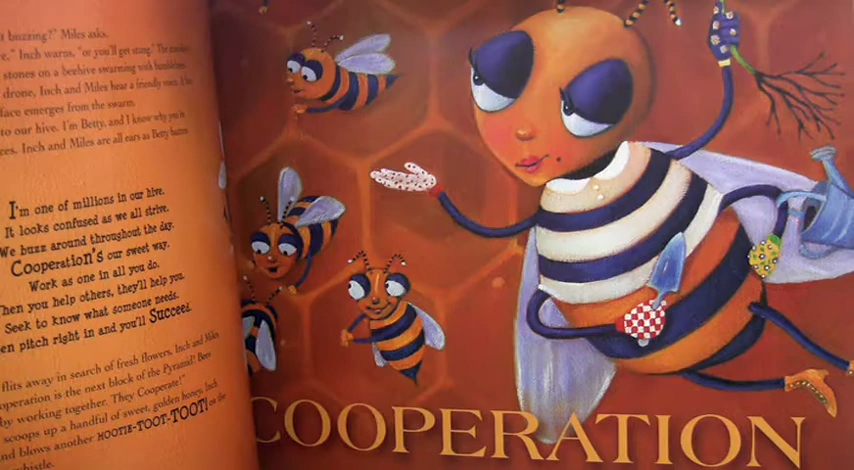 buzzing?" Miles asks.
" Inch warns, "or you'll get stung." The
stones on a beehive swarming with bumblebees.
drone, Inch and Miles hear a friendly voice. A
face emerges from the swarm.
to our hive. I'm Betty, and I know why you're
Inch and Miles are all ears as Betty buzzes
I'm one of millions in our hive.
It looks confused as we all strive.
We buzz around throughout the day.
Cooperation's our sweet way.
Work as one in all you do.
Then you help others, they'll help you.
Seek to know what someone needs.
pitch right in and you'll Succeed.
flits away in search of fresh flowers. Inch and Miles
is the next block of the Pyramid! Bees
by working together. They Cooperate!"
scoops up a handful of sweet, golden honey. Inch
and blows another HOOTIE-TOOT-TOOT! on the
whistle.
COOPERATION